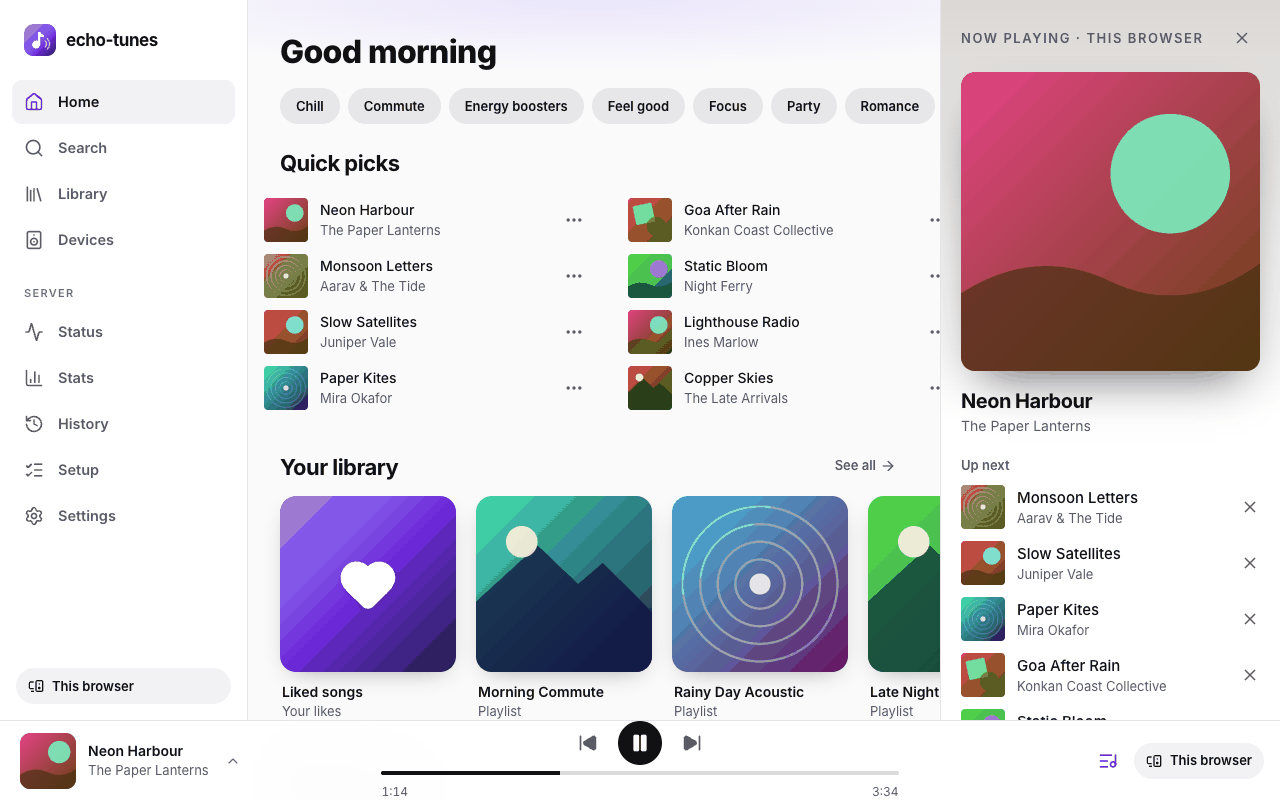 echo-tunes
Home
Search
Library
Devices
SERVER
Status
Stats
History
Setup
Settings
This browser
Good morning
Chill
Commute
Energy boosters
Feel good
Focus
Party
Romance
Quick picks
Neon Harbour
The Paper Lanterns
Monsoon Letters
Aarav & The Tide
Slow Satellites
Juniper Vale
Paper Kites
Mira Okafor
Goa After Rain
Konkan Coast Collective
Static Bloom
Night Ferry
Lighthouse Radio
Ines Marlow
Copper Skies
The Late Arrivals
Your library
See all
Liked songs
Your likes
Morning Commute
Playlist
Rainy Day Acoustic
Playlist
Late Night
Playlist
NOW PLAYING · THIS BROWSER
Neon Harbour
The Paper Lanterns
Up next
Monsoon Letters
Aarav & The Tide
Slow Satellites
Juniper Vale
Paper Kites
Mira Okafor
Goa After Rain
Konkan Coast Collective
Static Bloom
Neon Harbour
The Paper Lanterns
1:14
3:34
This browser